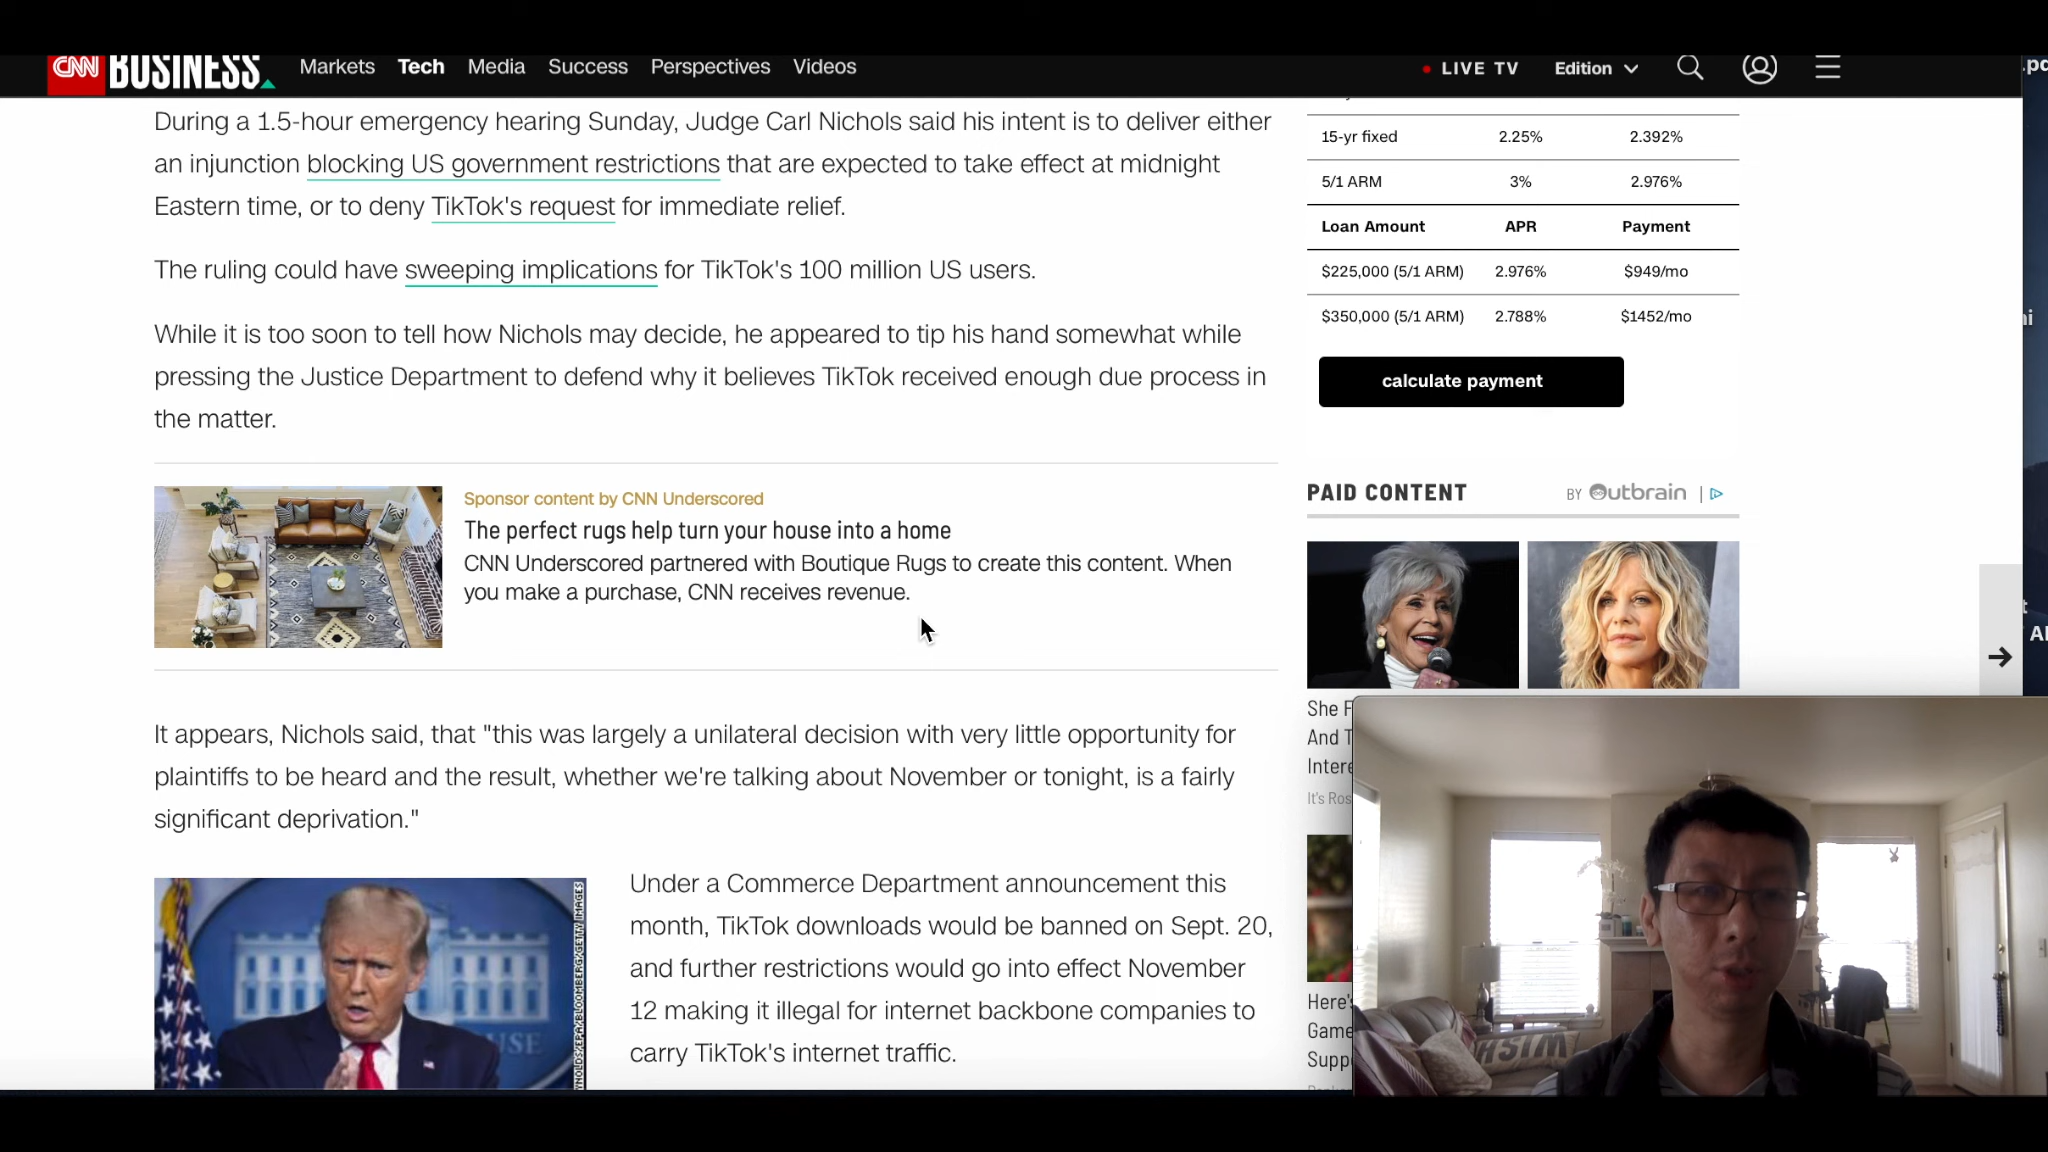 CNN BUSINESS Markets Tech Media Success Perspectives Videos
LIVE TV Edition
During a 1.5-hour emergency hearing Sunday, Judge Carl Nichols said his intent is to deliver either
an injunction blocking US government restrictions that are expected to take effect at midnight
Eastern time, or to deny TikTok's request for immediate relief.
The ruling could have sweeping implications for TikTok's 100 million US users.
While it is too soon to tell how Nichols may decide, he appeared to tip his hand somewhat while
pressing the Justice Department to defend why it believes TikTok received enough due process in
the matter.
Sponsor content by CNN Underscored
The perfect rugs help turn your house into a home
CNN Underscored partnered with Boutique Rugs to create this content. When
you make a purchase, CNN receives revenue.
It appears, Nichols said, that "this was largely a unilateral decision with very little opportunity for
plaintiffs to be heard and the result, whether we're talking about November or tonight, is a fairly
significant deprivation."
Under a Commerce Department announcement this
month, TikTok downloads would be banned on Sept. 20,
and further restrictions would go into effect November
12 making it illegal for internet backbone companies to
carry TikTok's internet traffic.
15-yr fixed 2.25% 2.392%
5/1 ARM 3% 2.976%
Loan Amount APR Payment
$225,000 (5/1 ARM) 2.976% $949/mo
$350,000 (5/1 ARM) 2.788% $1452/mo
calculate payment
PAID CONTENT BY Outbrain
She
And
It's
Here's